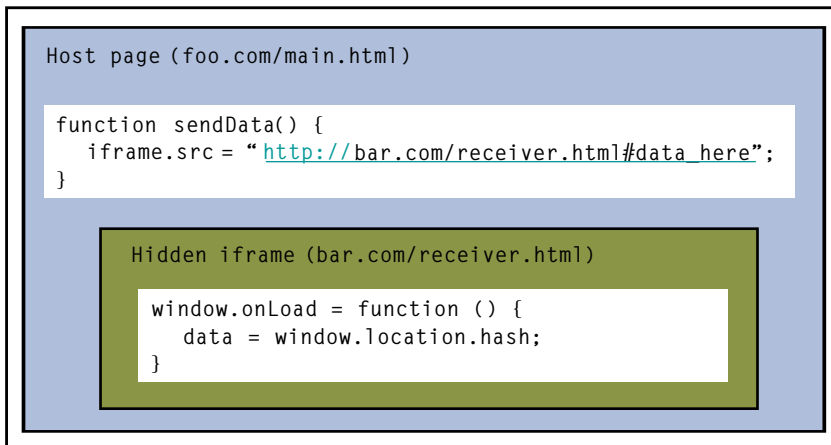 Host page (foo.com/main.html)
function sendData() {
iframe.src = “http://bar.com/receiver.html#data_here”;
}
Hidden iframe (bar.com/receiver.html)
window.onLoad = function () {
data = window.location.hash;
}